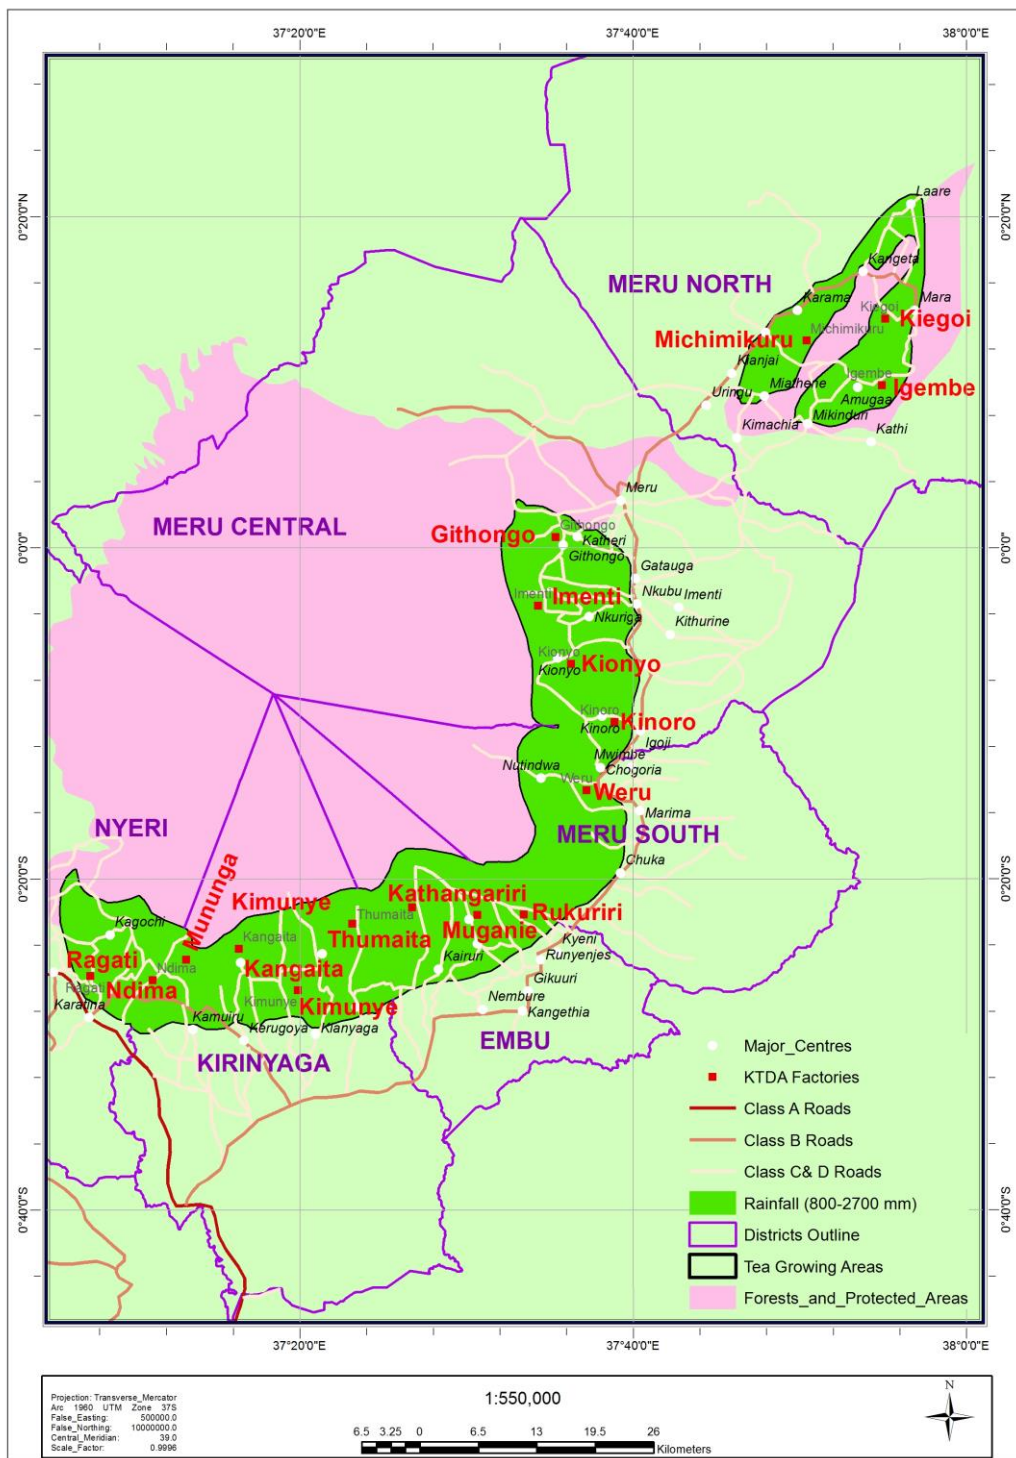 37°20'0"E
37°40'0"E
38°0'0"E
0°20'0"N
0°20'0"N
Laare
Kangeta
MERU NORTH
Karama
Mara
Kiegoi
Kiegoi
Michimikuru
Michimikuru
Kianjai
Igembe
Igembe
Miathene
Uringu
Amugaa
Mikinduri
Kimachia
Kathi
Meru
MERU CENTRAL
Githongo
Githongo
Katheri
Githongo
0°0'0"
0°0'0"
Gatauga
Imenti
Imenti
Nkubu
Imenti
Nkuriga
Kithurine
Kionyo
Kionyo
Kionyo
Kinoro
Kinoro
Kinoro
Igoji
Mwimbe
Nutindwa
Chogoria
Weru
Weru
Marima
NYERI
MERU SOUTH
Chuka
0°20'0"S
0°20'0"S
Mununga
Kimunye
Kathangariri
Thumaita
Rukuriri
Kagochi
Kangaita
Thumaita
Muganie
Kyeni
Ragati
Ndima
Kangaita
Kairuri
Runyenjes
Ragati
Ndima
Kimunye
Kimunye
Gikuuri
Karatina
Nembure
Kangethia
Kamuiru
Kerugoya
Kianyaga
EMBU
KIRINYAGA
Major_Centres
KTDA Factories
Class A Roads
Class B Roads
Class C& D Roads
Rainfall (800-2700 mm)
Districts Outline
Tea Growing Areas
Forests_and_Protected_Areas
0°40'0"S
0°40'0"S
37°20'0"E
37°40'0"E
38°0'0"E
Projection: Transverse_Mercator
Arc 1960 UTM Zone 37S
False_Easting: 500000.0
False_Northing: 10000000.0
Central_Meridian: 39.0
Scale_Factor: 0.9996
1:550,000
6.5 3.25 0 6.5 13 19.5 26
Kilometers
N